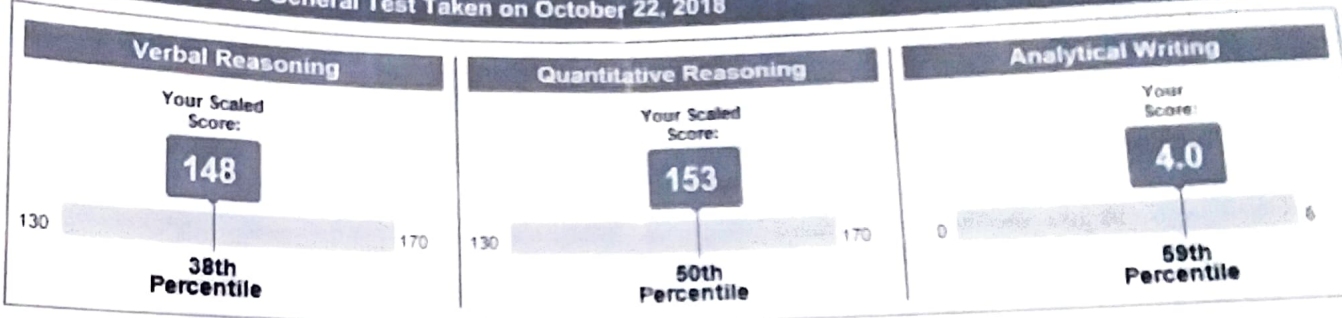 General Test Taken on October 22, 2018
Verbal Reasoning
Your Scaled
Score:
148
130
170
38th
Percentile
Quantitative Reasoning
Your Scaled
Score:
153
130
170
50th
Percentile
Analytical Writing
Your
Score:
4.0
0
6
59th
Percentile